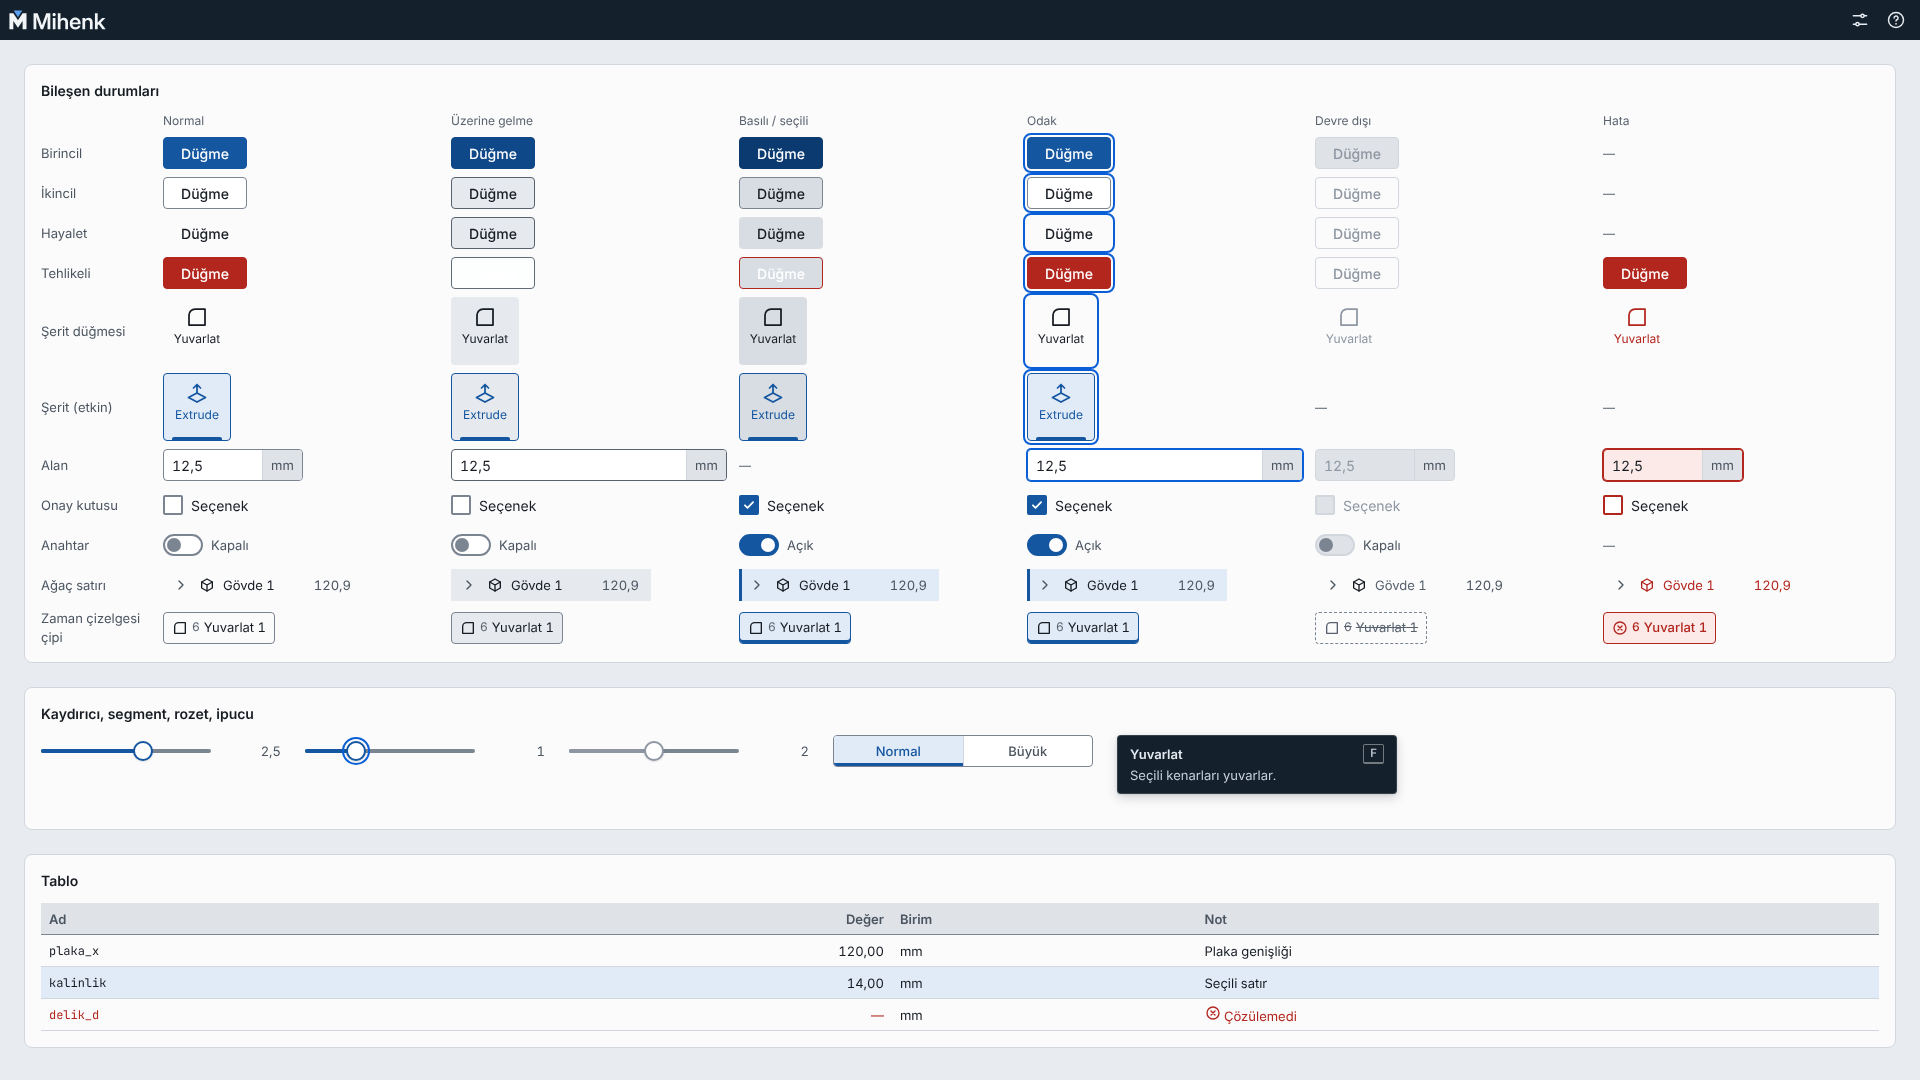 Mihenk
Bileşen durumları
Normal Üzerine gelme Basılı / seçili Odak Devre dışı Hata
Birincil Düğme Düğme Düğme Düğme Düğme —
İkincil Düğme Düğme Düğme Düğme Düğme —
Hayalet Düğme Düğme Düğme Düğme Düğme —
Tehlikeli Düğme Düğme Düğme Düğme Düğme
Şerit düğmesi Yuvarlat Yuvarlat Yuvarlat Yuvarlat Yuvarlat Yuvarlat
Şerit (etkin) Extrude Extrude Extrude Extrude — —
Alan 12,5 mm 12,5 mm — 12,5 mm 12,5 mm 12,5 mm
Onay kutusu Seçenek Seçenek Seçenek Seçenek Seçenek Seçenek
Anahtar Kapalı Kapalı Açık Açık Kapalı —
Ağaç satırı Gövde 1 120,9 Gövde 1 120,9 Gövde 1 120,9 Gövde 1 120,9 Gövde 1 120,9 Gövde 1 120,9
Zaman çizelgesi
çipi 6 Yuvarlat 1 6 Yuvarlat 1 6 Yuvarlat 1 6 Yuvarlat 1 6 Yuvarlat 1 6 Yuvarlat 1
Kaydırıcı, segment, rozet, ipucu
2,5 1 2 Normal Büyük
Yuvarlat F
Seçili kenarları yuvarlar.
Tablo
Ad Değer Birim Not
plaka_x 120,00 mm Plaka genişliği
kalinlik 14,00 mm Seçili satır
delik_d — mm Çözülemedi